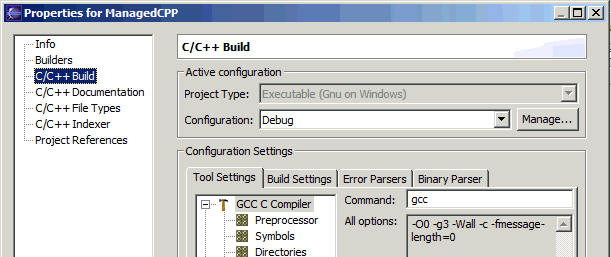 Properties for ManagedCPP
Info
Builders
C/C++ Build
C/C++ Documentation
C/C++ File Types
C/C++ Indexer
Project References
C/C++ Build
Active configuration
Project Type: Executable (Gnu on Windows)
Configuration: Debug Manage...
Configuration Settings
Tool Settings Build Settings Error Parsers Binary Parser
GCC C Compiler
Preprocessor
Symbols
Directories
Command: gcc
All options: -O0 -g3 -Wall -c -fmessage-
length=0